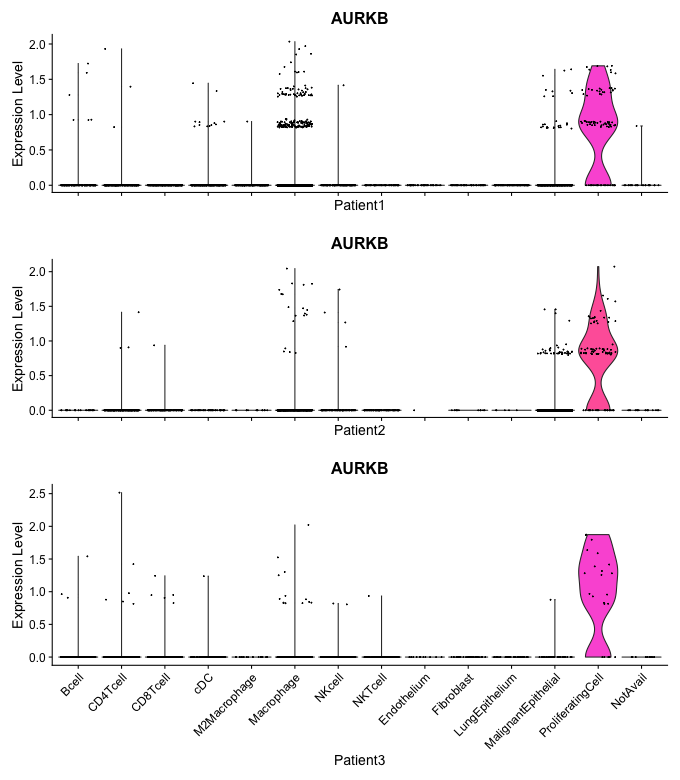 AURKB
Expression Level
2.0
1.5
1.0
0.5
0.0
Patient1
AURKB
Expression Level
2.0
1.5
1.0
0.5
0.0
Patient2
AURKB
Expression Level
2.5
2.0
1.5
1.0
0.5
0.0
Bcell
CD4Tcell
CD8Tcell
cDC
M2Macrophage
Macrophage
NKcell
NKTcell
Endothelium
Fibroblast
LungEpithelium
MalignantEpithelial
ProliferatingCell
NotAvail
Patient3